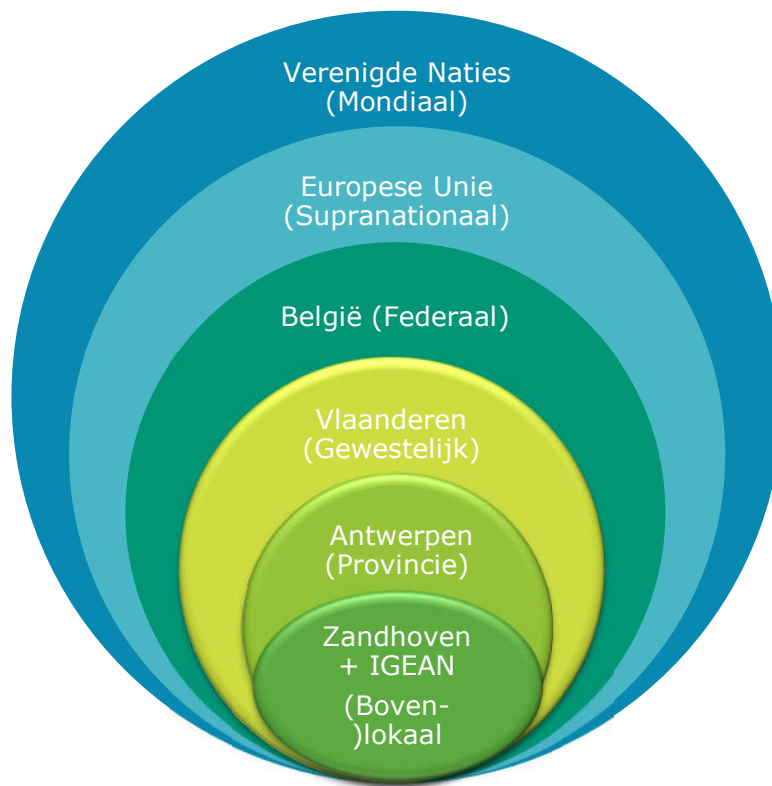 Verenigde Naties
(Mondiaal)
Europese Unie
(Supranationaal)
België (Federaal)
Vlaanderen
(Gewestelijk)
Antwerpen
(Provincie)
Zandhoven
+ IGEAN
(Boven-
)lokaal